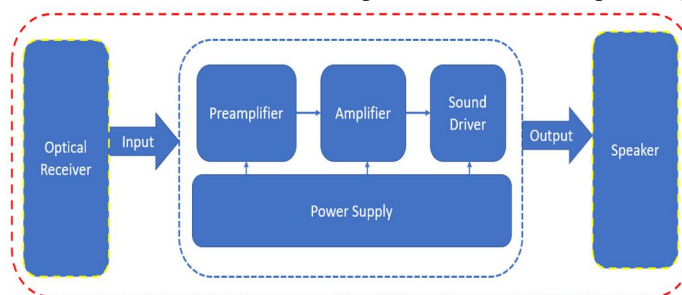 Optical
Receiver
Input
Preamplifier
Amplifier
Sound
Driver
Power Supply
Output
Speaker